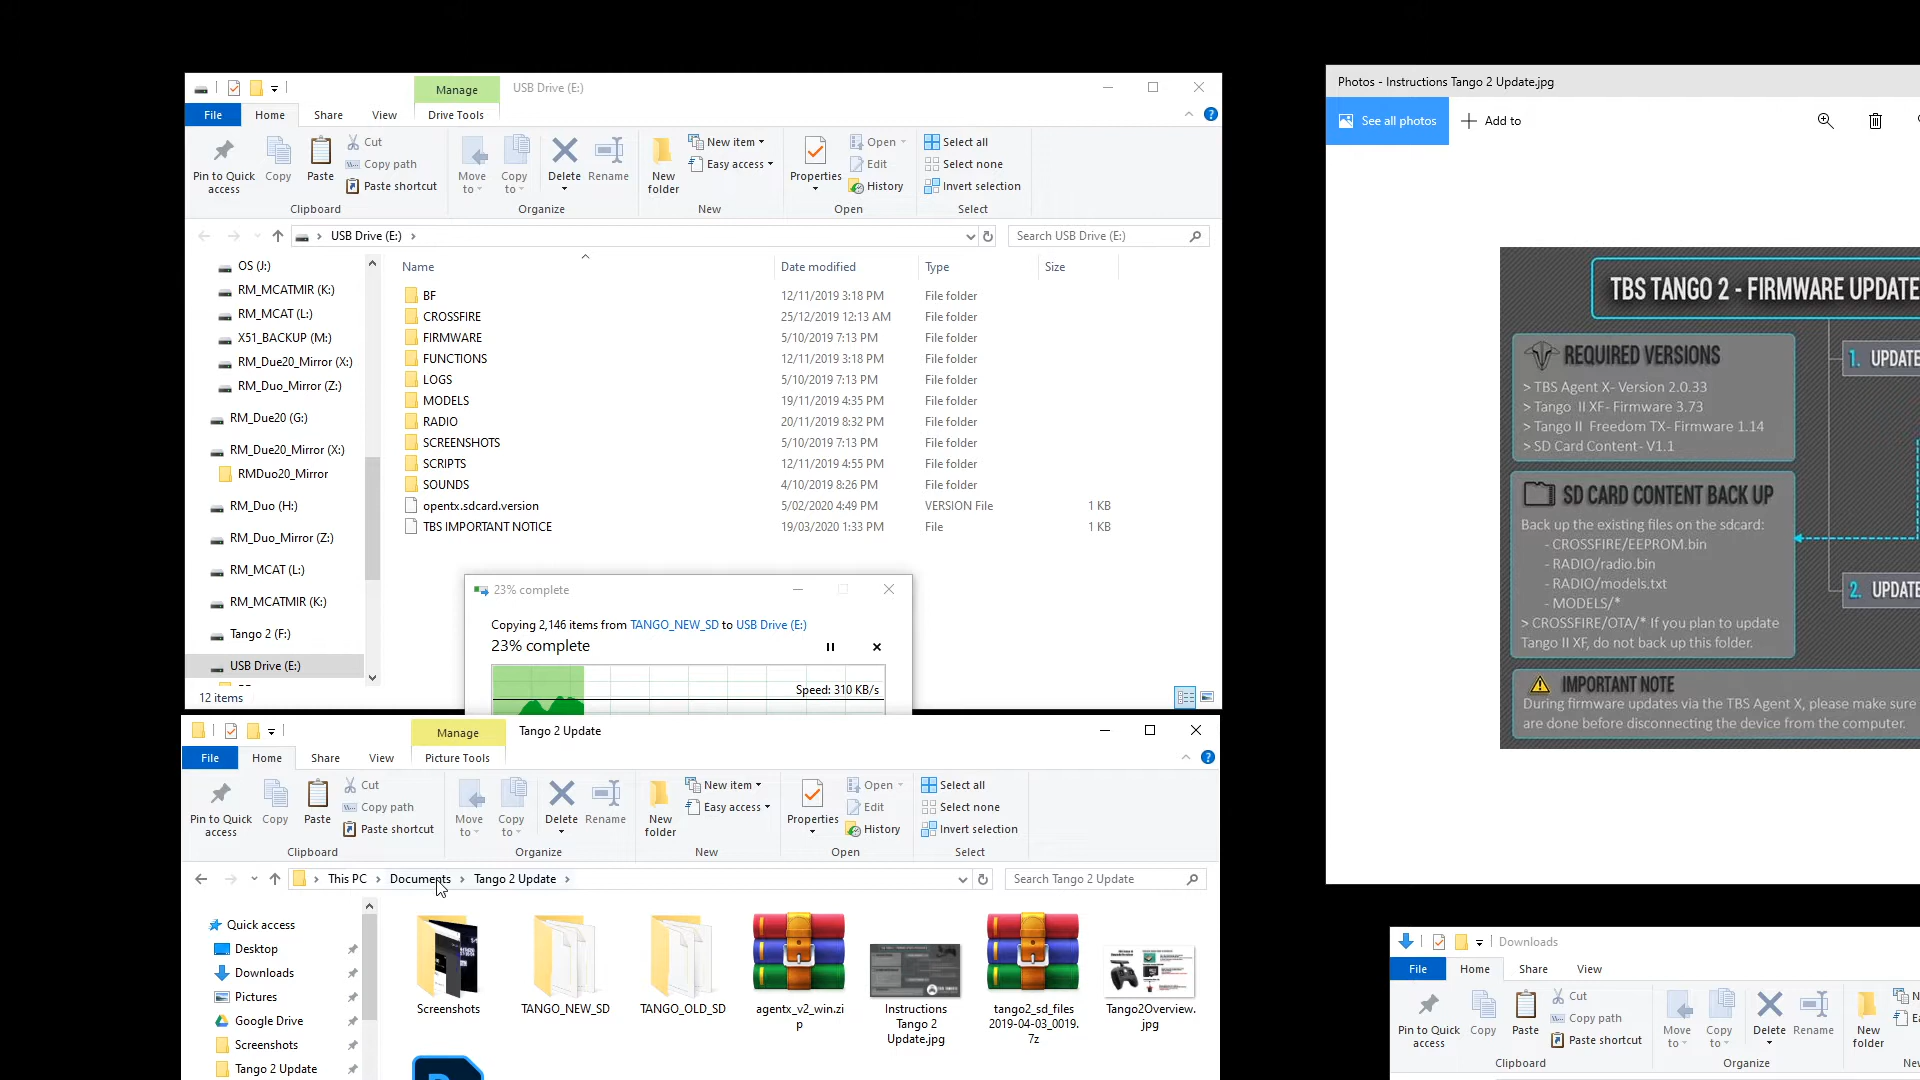 Manage
USB Drive (E:)
File
Home
Share
View
Drive Tools
Pin to Quick access
Copy
Paste
Cut
Copy path
Paste shortcut
Clipboard
Move to
Copy to
Delete
Rename
Organize
New folder
New item
Easy access
New
Properties
Open
Edit
History
Open
Select all
Select none
Invert selection
Select
USB Drive (E:)
Search USB Drive (E:)
OS (J:)
RM_MCATMIR (K:)
RM_MCAT (L:)
X51_BACKUP (M:)
RM_Due20_Mirror (X:)
RM_Duo_Mirror (Z:)
RM_Due20 (G:)
RM_Due20_Mirror (X:)
RMDuo20_Mirror
RM_Duo (H:)
RM_Duo_Mirror (Z:)
RM_MCAT (L:)
RM_MCATMIR (K:)
Tango 2 (F:)
USB Drive (E:)
12 items
Name Date modified Type Size
BF 12/11/2019 3:18 PM File folder
CROSSFIRE 25/12/2019 12:13 AM File folder
FIRMWARE 5/10/2019 7:13 PM File folder
FUNCTIONS 12/11/2019 3:18 PM File folder
LOGS 5/10/2019 7:13 PM File folder
MODELS 19/11/2019 4:35 PM File folder
RADIO 20/11/2019 8:32 PM File folder
SCREENSHOTS 5/10/2019 7:13 PM File folder
SCRIPTS 12/11/2019 4:55 PM File folder
SOUNDS 4/10/2019 8:26 PM File folder
opentx.sdcard.version 5/02/2020 4:49 PM VERSION File 1 KB
TBS IMPORTANT NOTICE 19/03/2020 1:33 PM File 1 KB
23% complete
Copying 2,146 items from TANGO_NEW_SD to USB Drive (E:)
23% complete
Speed: 310 KB/s
Manage
Tango 2 Update
File
Home
Share
View
Picture Tools
Pin to Quick access
Copy
Paste
Cut
Copy path
Paste shortcut
Clipboard
Move to
Copy to
Delete
Rename
Organize
New folder
New item
Easy access
New
Properties
Open
Edit
History
Open
Select all
Select none
Invert selection
Select
This PC
Documents
Tango 2 Update
Search Tango 2 Update
Quick access
Desktop
Downloads
Pictures
Google Drive
Screenshots
Tango 2 Update
Screenshots
TANGO_NEW_SD
TANGO_OLD_SD
agentx_v2_win.zi
p
Instructions
Tango 2
Update.jpg
tango2_sd_files
2019-04-03_0019.
7z
Tango2Overview.
jpg
Photos - Instructions Tango 2 Update.jpg
See all photos
Add to
TBS TANGO 2 - FIRMWARE UPDATE
REQUIRED VERSIONS
> TBS Agent X- Version 2.0.33
> Tango II XF- Firmware 3.73
> Tango II Freedom TX- Firmware 1.14
> SD Card Content- V1.1
SD CARD CONTENT BACK UP
Back up the existing files on the sdcard:
- CROSSFIRE/EEPROM.bin
- RADIO/radio.bin
- RADIO/models.txt
- MODELS/*
> CROSSFIRE/OTA/* If you plan to update
Tango II XF, do not back up this folder.
1. UPDATE
2. UPDATE
IMPORTANT NOTE
During firmware updates via the TBS Agent X, please make sure
are done before disconnecting the device from the computer.
Downloads
File
Home
Share
View
Pin to Quick access
Copy
Paste
Cut
Copy path
Paste shortcut
Clipboard
Move to
Copy to
Delete
Rename
Organize
New folder